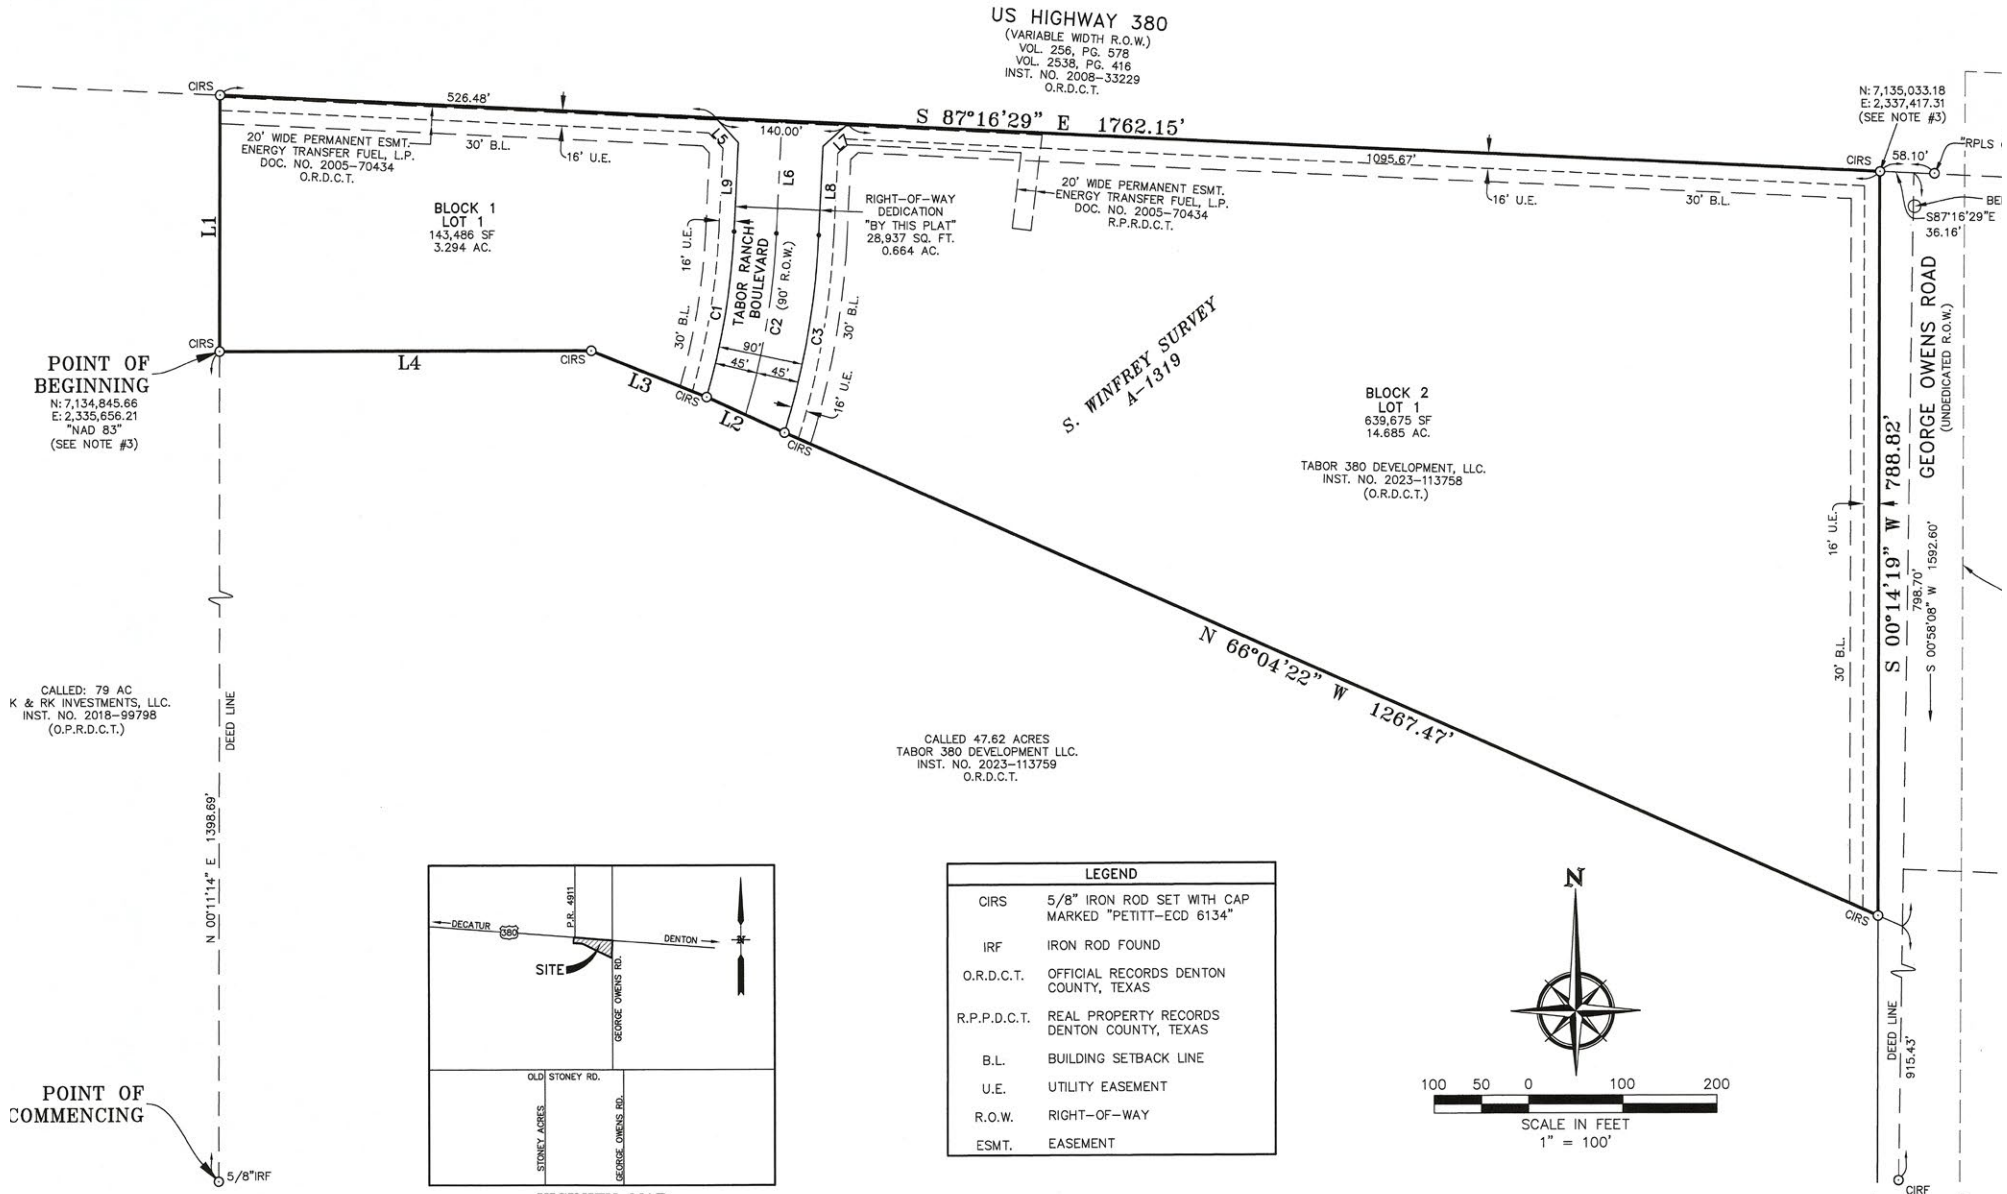 US HIGHWAY 380
(VARIABLE WIDTH R.O.W.)
VOL. 256, PG. 578
VOL. 2538, PG. 416
INST. NO. 2008-33229
O.R.D.C.T.
CIRS
526.48'
S 87°16'29" E 1762.15'
140.00'
1095.67'
N: 7,135,033.18
E: 2,337,417.31
(SEE NOTE #3)
CIRS
58.10'
"RPLS
BE
S87°16'29"E
36.16'
20' WIDE PERMANENT ESMT.
ENERGY TRANSFER FUEL, L.P.
DOC. NO. 2005-70434
O.R.D.C.T.
30' B.L.
16' U.E.
L5
L7
L9
L6
L8
L1
BLOCK 1
LOT 1
143,486 SF
3.294 AC.
RIGHT-OF-WAY
DEDICATION
"BY THIS PLAT"
28,937 SQ. FT.
0.664 AC.
20' WIDE PERMANENT ESMT.
ENERGY TRANSFER FUEL, L.P.
DOC. NO. 2005-70434
R.P.R.D.C.T.
16' U.E.
30' B.L.
16' U.E.
30' B.L.
C1
TABOR RANCH
BOULEVARD
C2 (90' R.O.W.)
C3
30' B.L.
16' U.E.
90'
45'
45'
S. WINFREY SURVEY
A-1319
GEORGE OWENS ROAD
(UNDEDICATED R.O.W.)
CIRS
POINT OF
BEGINNING
N: 7,134,845.66
E: 2,335,656.21
"NAD 83"
(SEE NOTE #3)
L4
CIRS
L3
CIRS
L2
CIRS
BLOCK 2
LOT 1
639,675 SF
14.685 AC.
TABOR 380 DEVELOPMENT, LLC.
INST. NO. 2023-113758
(O.R.D.C.T.)
S 00°14'19" W 788.82'
16' U.E.
30' B.L.
798.70'
S 00°58'08" W 1592.60'
N 66°04'22" W 1267.47'
CALLED: 79 AC
K & RK INVESTMENTS, LLC.
INST. NO. 2018-99798
(O.P.R.D.C.T.)
DEED LINE
N 00°11'14" E 1398.69'
CALLED 47.62 ACRES
TABOR 380 DEVELOPMENT LLC.
INST. NO. 2023-113759
O.R.D.C.T.
CIRS
DEED LINE
915.43'
CIRF
POINT OF
COMMENCING
5/8"IRF
DECATUR
380
P.R. 4911
DENTON
SITE
N
GEORGE OWENS RD.
OLD STONEY RD.
STONEY ACRES
GEORGE OWENS RD.
LEGEND
CIRS 5/8" IRON ROD SET WITH CAP
MARKED "PETITT-ECD 6134"
IRF IRON ROD FOUND
O.R.D.C.T. OFFICIAL RECORDS DENTON
COUNTY, TEXAS
R.P.P.D.C.T. REAL PROPERTY RECORDS
DENTON COUNTY, TEXAS
B.L. BUILDING SETBACK LINE
U.E. UTILITY EASEMENT
R.O.W. RIGHT-OF-WAY
ESMT. EASEMENT
N
100 50 0 100 200
SCALE IN FEET
1" = 100'